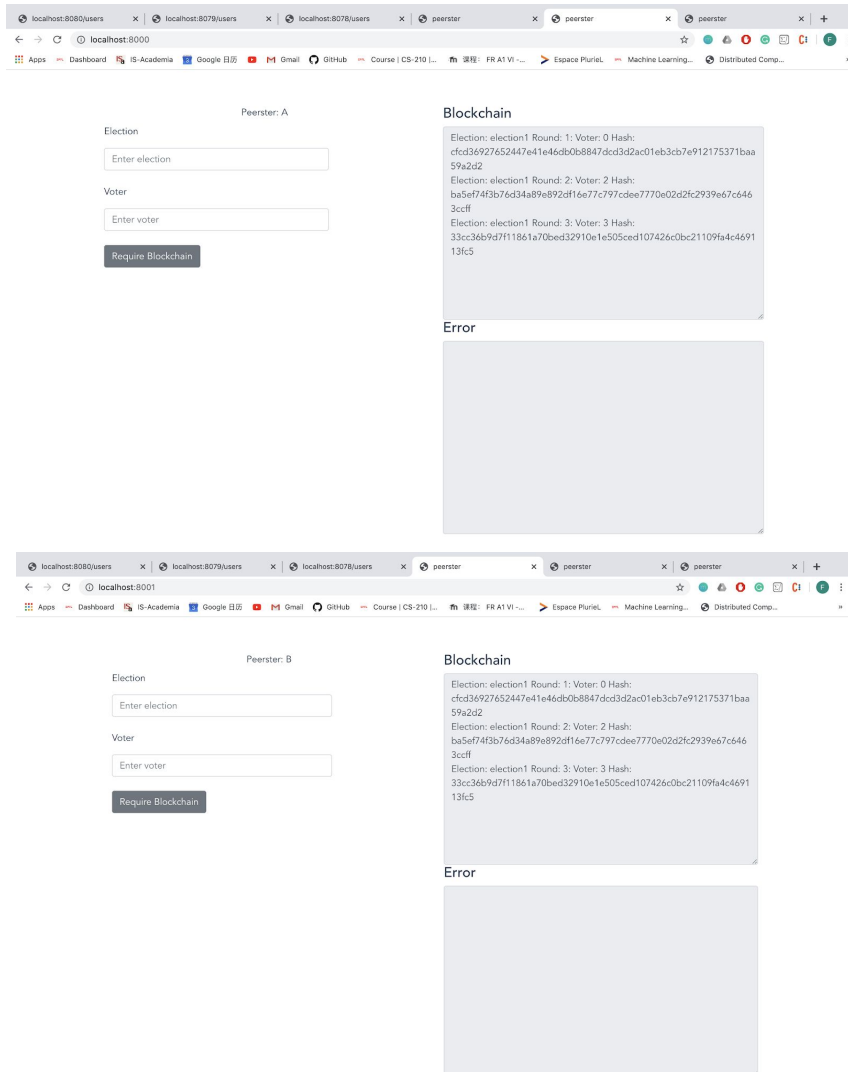 localhost:8080/users localhost:8079/users localhost:8078/users peerster peerster peerster
localhost:8000
Apps Dashboard IS-Academia Google 日历 M Gmail GitHub Course | CS-210 |... 课程: FR A1 VI -... Espace PlurieL Machine Learning... Distributed Comp...
Peerster: A
Election
Enter election
Voter
Enter voter
Require Blockchain
Blockchain
Election: election1 Round: 1: Voter: 0 Hash:
cfcd36927652447e41e46db0b8847dcd3d2ac01eb3cb7e912175371baa
59a2d2
Election: election1 Round: 2: Voter: 2 Hash:
ba5ef74f3b76d34a89e892df16e77c797cdee7770e02d2fc2939e67c646
3ccff
Election: election1 Round: 3: Voter: 3 Hash:
33cc36b9d7f11861a70bed32910e1e505ced107426c0bc21109fa4c4691
13fc5
Error
localhost:8080/users localhost:8079/users localhost:8078/users peerster peerster peerster
localhost:8001
Apps Dashboard IS-Academia Google 日历 M Gmail GitHub Course | CS-210 |... 课程: FR A1 VI -... Espace PlurieL Machine Learning... Distributed Comp...
Peerster: B
Election
Enter election
Voter
Enter voter
Require Blockchain
Blockchain
Election: election1 Round: 1: Voter: 0 Hash:
cfcd36927652447e41e46db0b8847dcd3d2ac01eb3cb7e912175371baa
59a2d2
Election: election1 Round: 2: Voter: 2 Hash:
ba5ef74f3b76d34a89e892df16e77c797cdee7770e02d2fc2939e67c646
3ccff
Election: election1 Round: 3: Voter: 3 Hash:
33cc36b9d7f11861a70bed32910e1e505ced107426c0bc21109fa4c4691
13fc5
Error